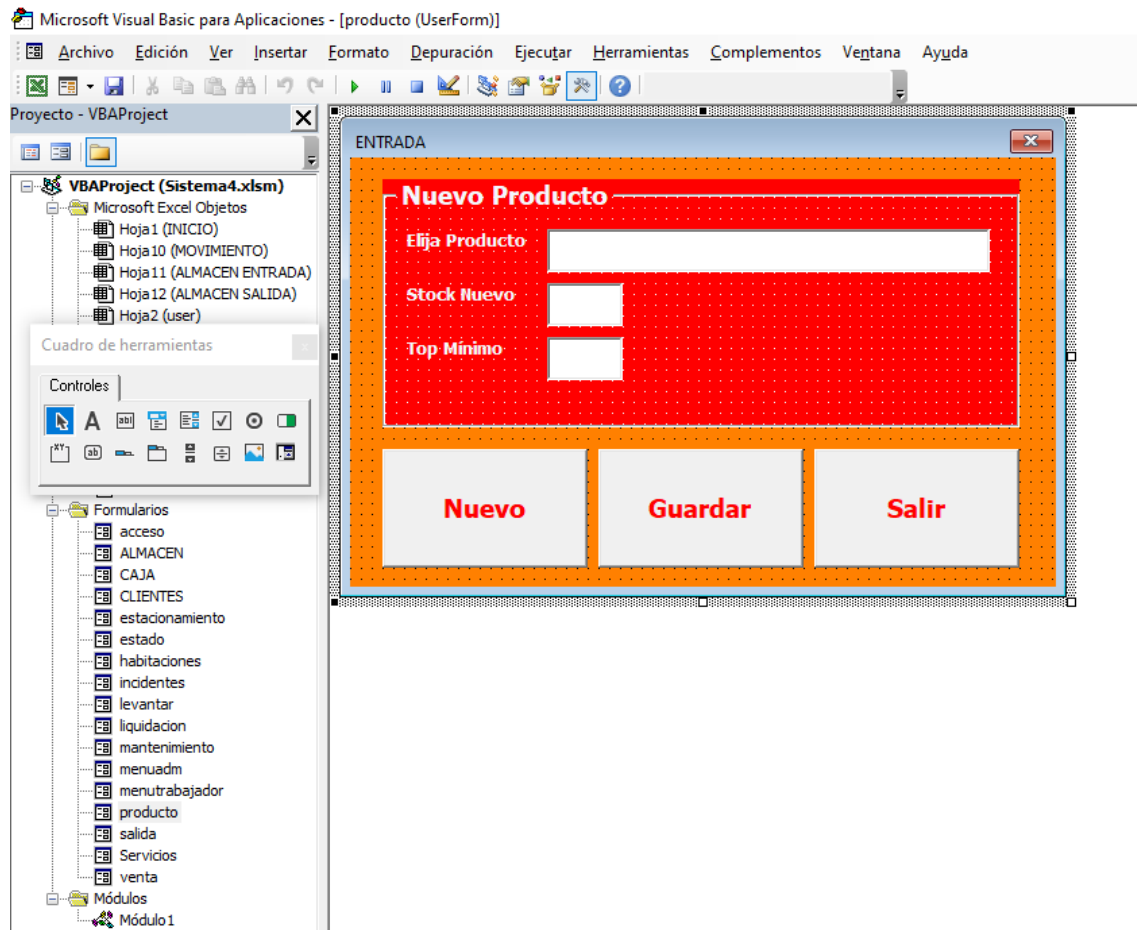 Microsoft Visual Basic para Aplicaciones - [producto (UserForm)]
Archivo Edición Ver Insertar Formato Depuración Ejecutar Herramientas Complementos Ventana Ayuda
Proyecto - VBAProject
VBAProject (Sistema4.xlsm)
Microsoft Excel Objetos
Hoja1 (INICIO)
Hoja10 (MOVIMIENTO)
Hoja11 (ALMACEN ENTRADA)
Hoja12 (ALMACEN SALIDA)
Hoja2 (user)
Cuadro de herramientas
Controles
Formularios
acceso
ALMACEN
CAJA
CLIENTES
estacionamiento
estado
habitaciones
incidentes
levantar
liquidacion
mantenimiento
menuadm
menutrabajador
producto
salida
Servicios
venta
Módulos
Módulo1
ENTRADA
Nuevo Producto
Elija Producto
Stock Nuevo
Top Mínimo
Nuevo
Guardar
Salir